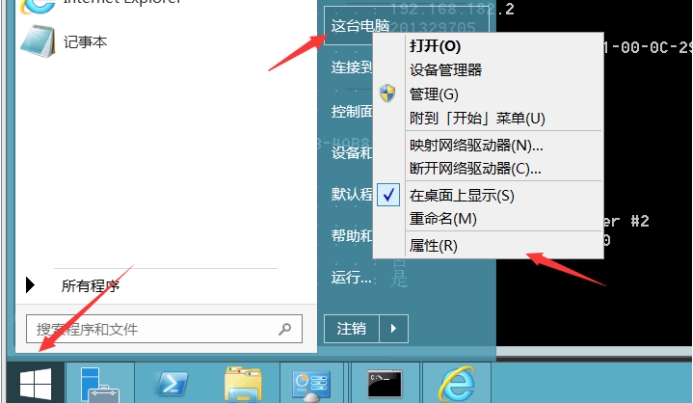 Internet Explorer
记事本
所有程序
搜索程序和文件
192.168.182.2
201329705
1-00-0C-29
er #2
这台电脑
连接到
控制面
设备和
默认程
帮助和
运行...
是
注销
打开(O)
设备管理器
管理(G)
附到「开始」菜单(U)
映射网络驱动器(N)...
断开网络驱动器(C)...
在桌面上显示(S)
重命名(M)
属性(R)